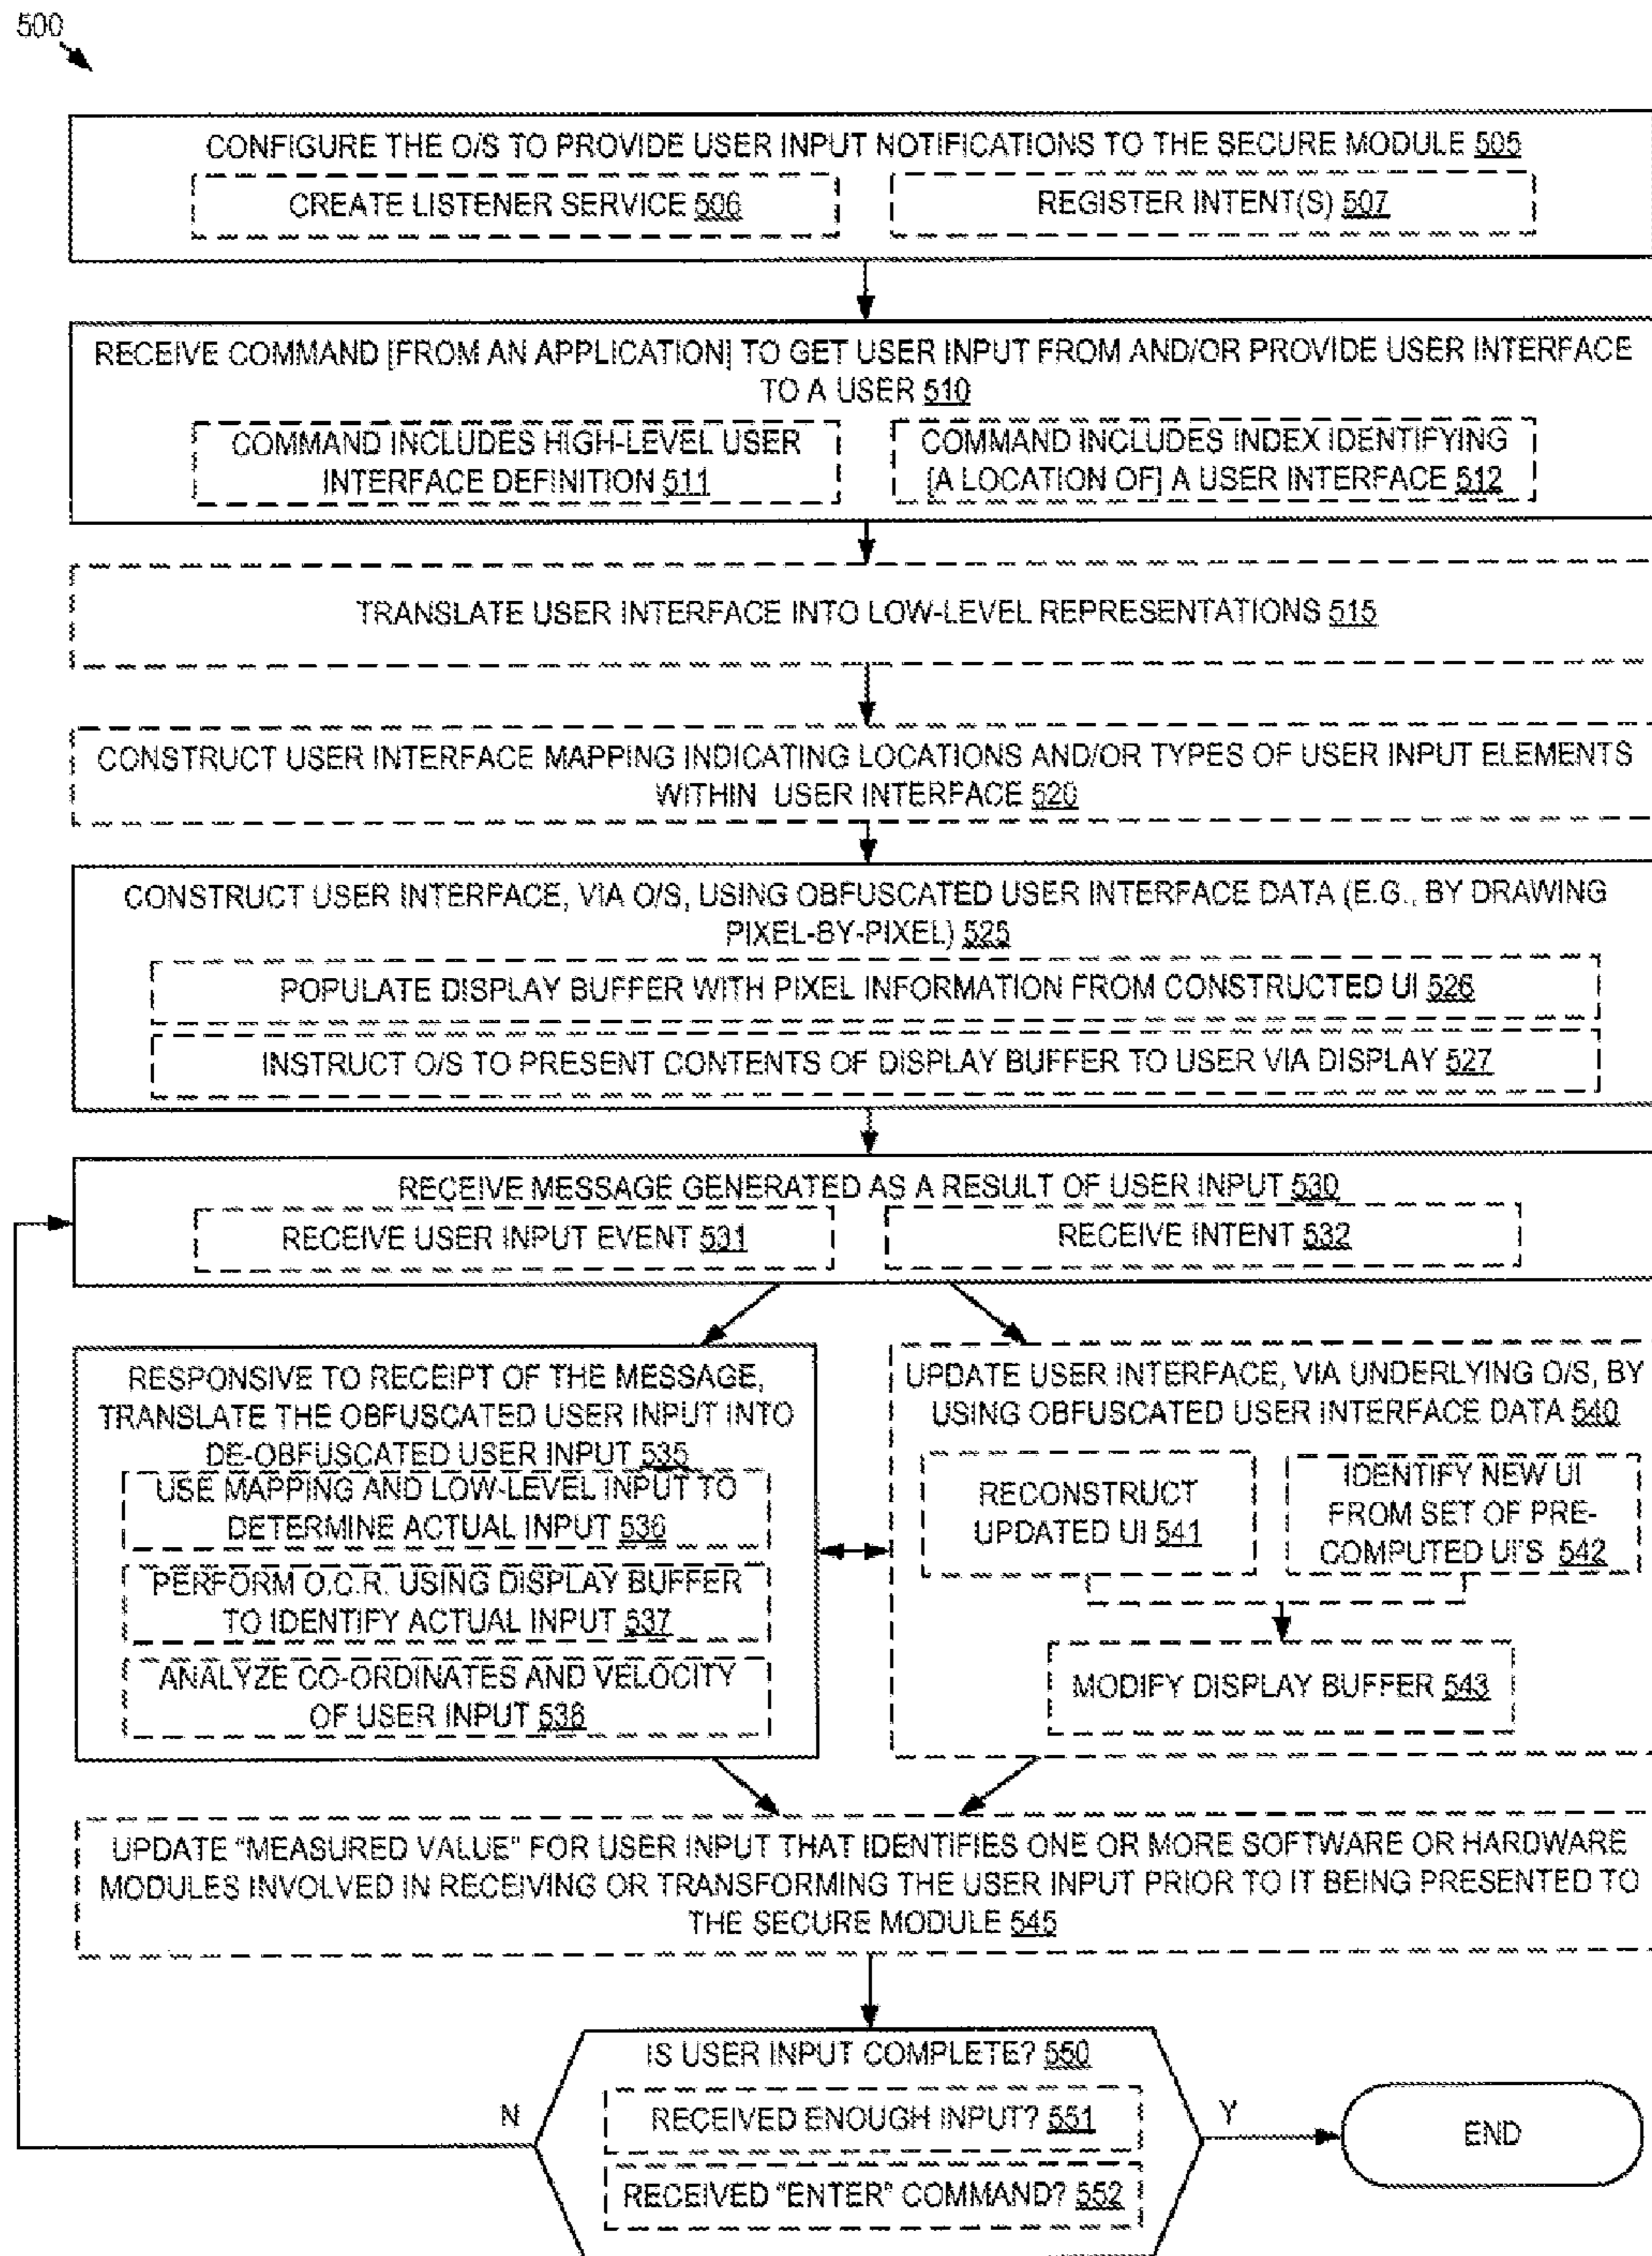 500
CONFIGURE THE O/S TO PROVIDE USER INPUT NOTIFICATIONS TO THE SECURE MODULE 505
CREATE LISTENER SERVICE 506
REGISTER INTENT(S) 507
RECEIVE COMMAND [FROM AN APPLICATION] TO GET USER INPUT FROM AND/OR PROVIDE USER INTERFACE
TO A USER 510
COMMAND INCLUDES HIGH-LEVEL USER
INTERFACE DEFINITION 511
COMMAND INCLUDES INDEX IDENTIFYING
[A LOCATION OF] A USER INTERFACE 512
TRANSLATE USER INTERFACE INTO LOW-LEVEL REPRESENTATIONS 515
CONSTRUCT USER INTERFACE MAPPING INDICATING LOCATIONS AND/OR TYPES OF USER INPUT ELEMENTS
WITHIN USER INTERFACE 520
CONSTRUCT USER INTERFACE, VIA O/S, USING OBFUSCATED USER INTERFACE DATA (E.G., BY DRAWING
PIXEL-BY-PIXEL) 525
POPULATE DISPLAY BUFFER WITH PIXEL INFORMATION FROM CONSTRUCTED UI 526
INSTRUCT O/S TO PRESENT CONTENTS OF DISPLAY BUFFER TO USER VIA DISPLAY 527
RECEIVE MESSAGE GENERATED AS A RESULT OF USER INPUT 530
RECEIVE USER INPUT EVENT 531
RECEIVE INTENT 532
RESPONSIVE TO RECEIPT OF THE MESSAGE,
TRANSLATE THE OBFUSCATED USER INPUT INTO
DE-OBFUSCATED USER INPUT 535
USE MAPPING AND LOW-LEVEL INPUT TO
DETERMINE ACTUAL INPUT 536
PERFORM O.C.R. USING DISPLAY BUFFER
TO IDENTIFY ACTUAL INPUT 537
ANALYZE CO-ORDINATES AND VELOCITY
OF USER INPUT 538
UPDATE USER INTERFACE, VIA UNDERLYING O/S, BY
USING OBFUSCATED USER INTERFACE DATA 540
RECONSTRUCT
UPDATED UI 541
IDENTIFY NEW UI
FROM SET OF PRE-
COMPUTED UI'S 542
MODIFY DISPLAY BUFFER 543
UPDATE "MEASURED VALUE" FOR USER INPUT THAT IDENTIFIES ONE OR MORE SOFTWARE OR HARDWARE
MODULES INVOLVED IN RECEIVING OR TRANSFORMING THE USER INPUT PRIOR TO IT BEING PRESENTED TO
THE SECURE MODULE 545
IS USER INPUT COMPLETE? 550
RECEIVED ENOUGH INPUT? 551
RECEIVED "ENTER" COMMAND? 552
N
Y
END